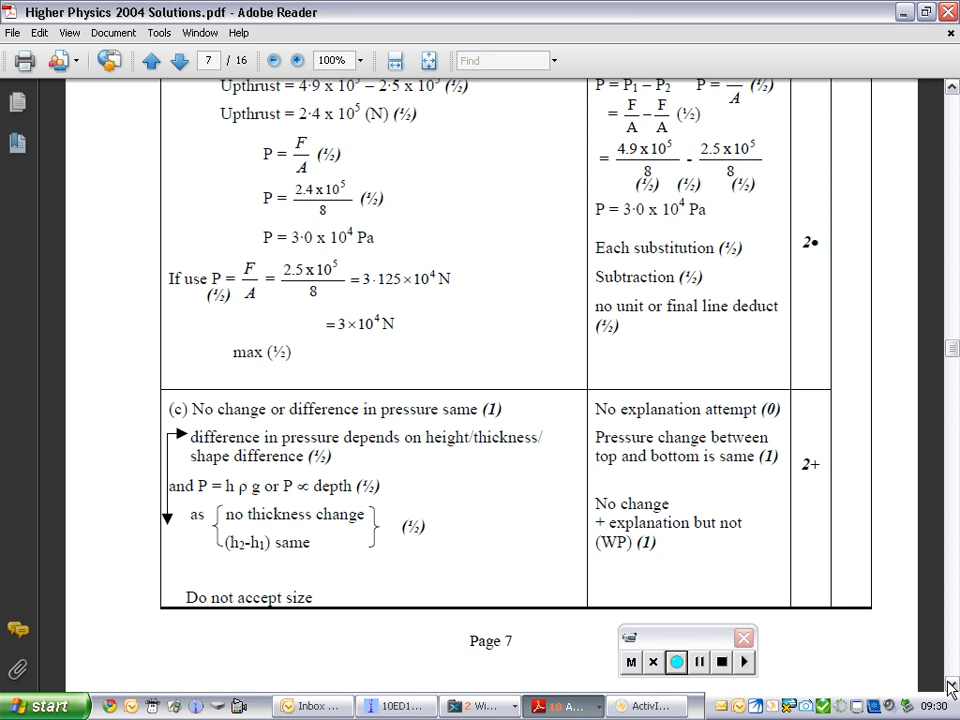 Higher Physics 2004 Solutions.pdf - Adobe Reader
File Edit View Document Tools Window Help
7 / 16 100% Find
Upthrust = 4·9 x 10⁵ – 2·5 x 10⁵ (½)
Upthrust = 2·4 x 10⁵ (N) (½)
P = F/A (½)
P = 2.4 x 10⁵/8 (½)
P = 3·0 x 10⁴ Pa
If use P = F/A = 2.5 x 10⁵/8 = 3·125×10⁴ N
(½)
= 3×10⁴ N
max (½)
P = P₁ – P₂ P = /A (½)
= F/A – F/A (½)
= 4.9 x 10⁵/8 - 2.5 x 10⁵/8
(½) (½) (½)
P = 3·0 x 10⁴ Pa
Each substitution (½)
Subtraction (½)
no unit or final line deduct
(½)
2•
(c) No change or difference in pressure same (1)
difference in pressure depends on height/thickness/
shape difference (½)
and P = h ρ g or P ∝ depth (½)
as { no thickness change
(h₂-h₁) same } (½)
Do not accept size
No explanation attempt (0)
Pressure change between
top and bottom is same (1)
No change
+ explanation but not
(WP) (1)
2+
Page 7
M
start Inbox ... 10ED1... 2 Wi... 10 A... ActivI... 09:30